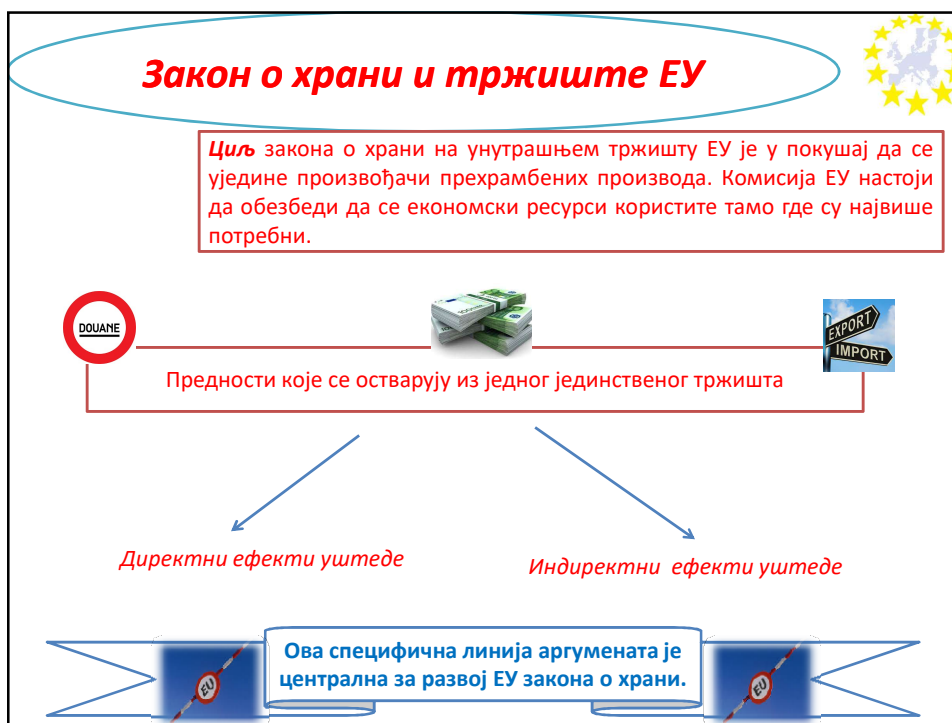 Закон о храни и тржиште ЕУ
Циљ закона о храни на унутрашњем тржишту ЕУ је у покушај да се
уједине произвођачи прехрамбених производа. Комисија ЕУ настоји
да обезбеди да се економски ресурси користите тамо где су највише
потребни.
DOUANE
EXPORT
IMPORT
Предности које се остварују из једног јединственог тржишта
Директни ефекти уштеде
Индиректни ефекти уштеде
Ова специфична линија аргумената је
централна за развој ЕУ закона о храни.
EU
EU